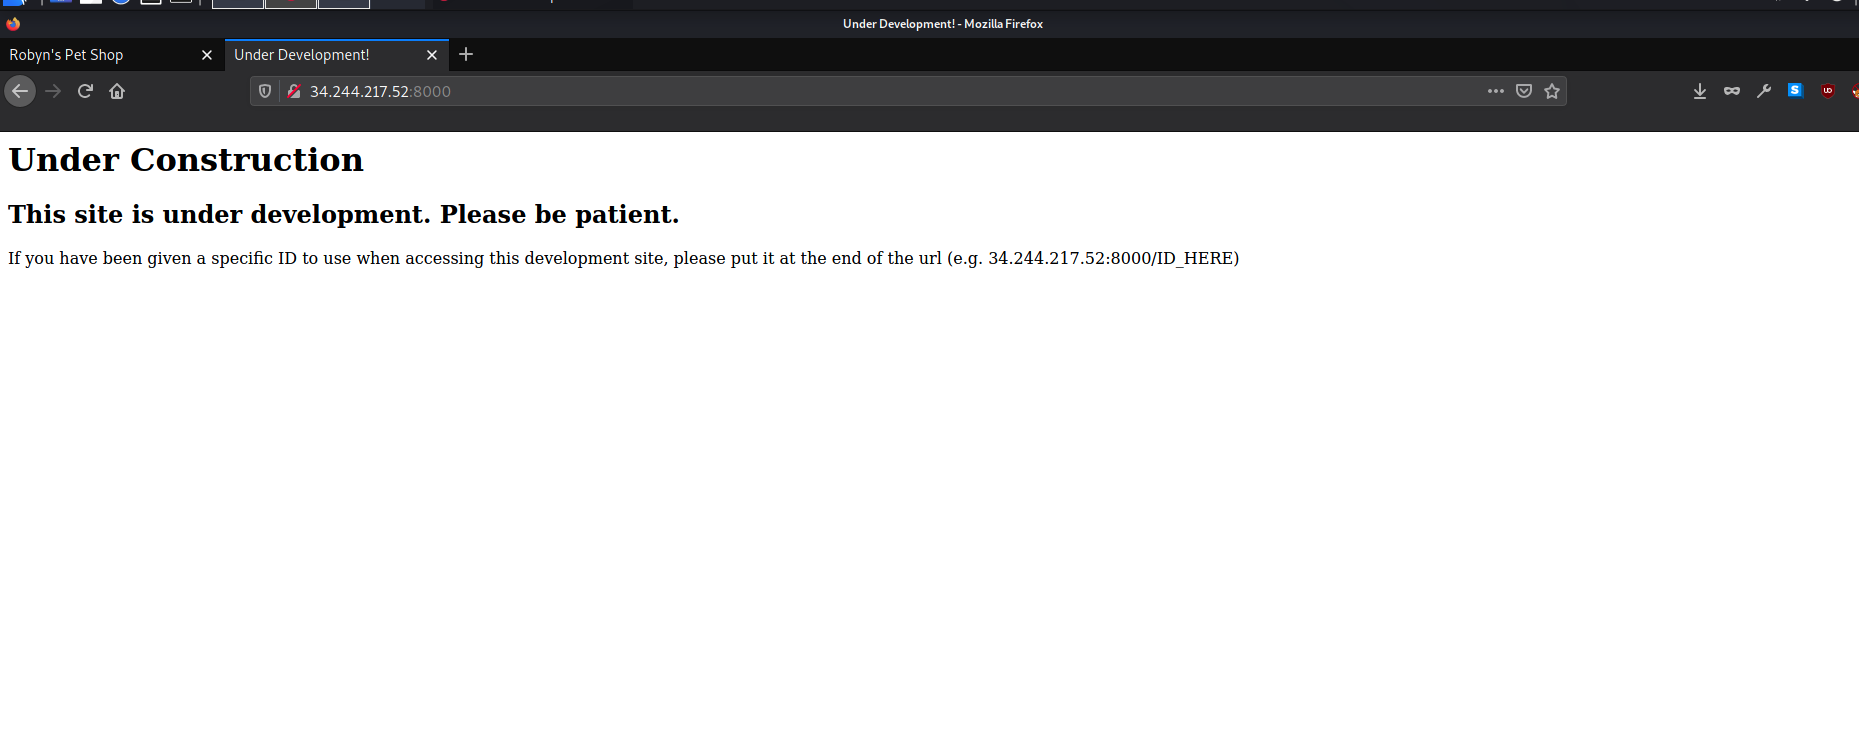 Under Development! - Mozilla Firefox
Robyn's Pet Shop
Under Development!
34.244.217.52:8000
Under Construction
This site is under development. Please be patient.
If you have been given a specific ID to use when accessing this development site, please put it at the end of the url (e.g. 34.244.217.52:8000/ID_HERE)